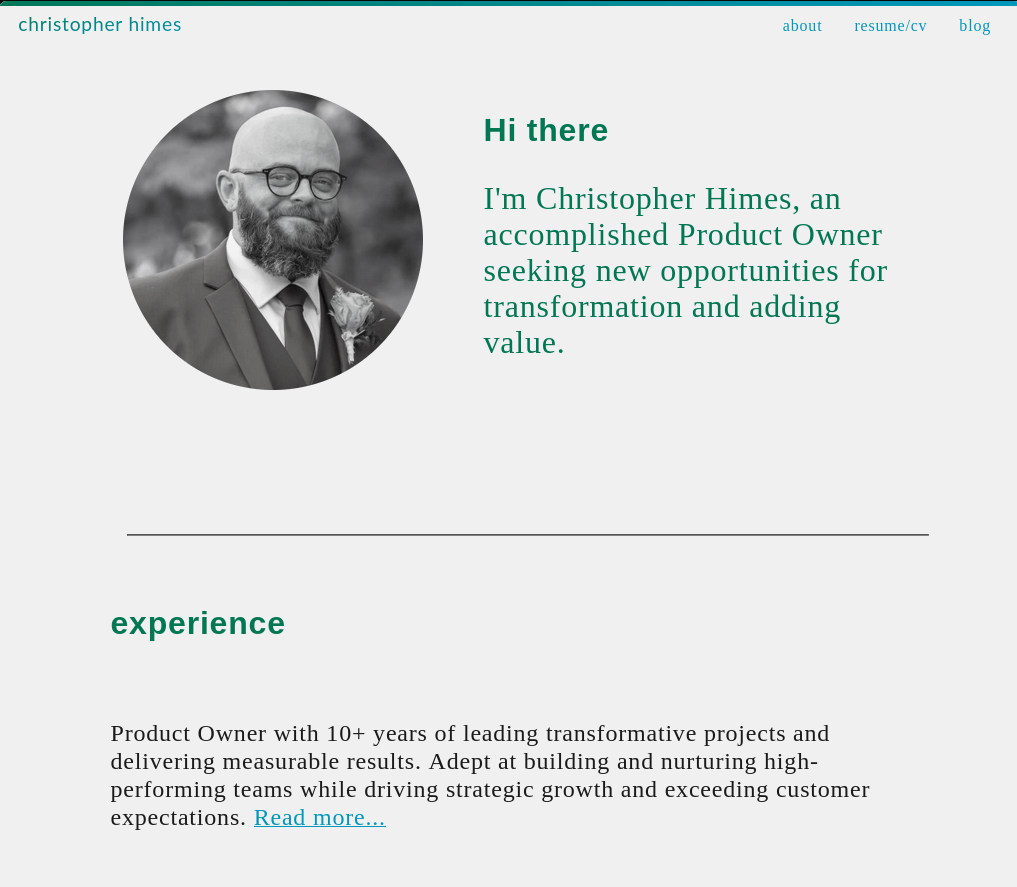 christopher himes
about resume/cv blog
Hi there
I'm Christopher Himes, an
accomplished Product Owner
seeking new opportunities for
transformation and adding
value.
experience
Product Owner with 10+ years of leading transformative projects and
delivering measurable results. Adept at building and nurturing high-
performing teams while driving strategic growth and exceeding customer
expectations. Read more...